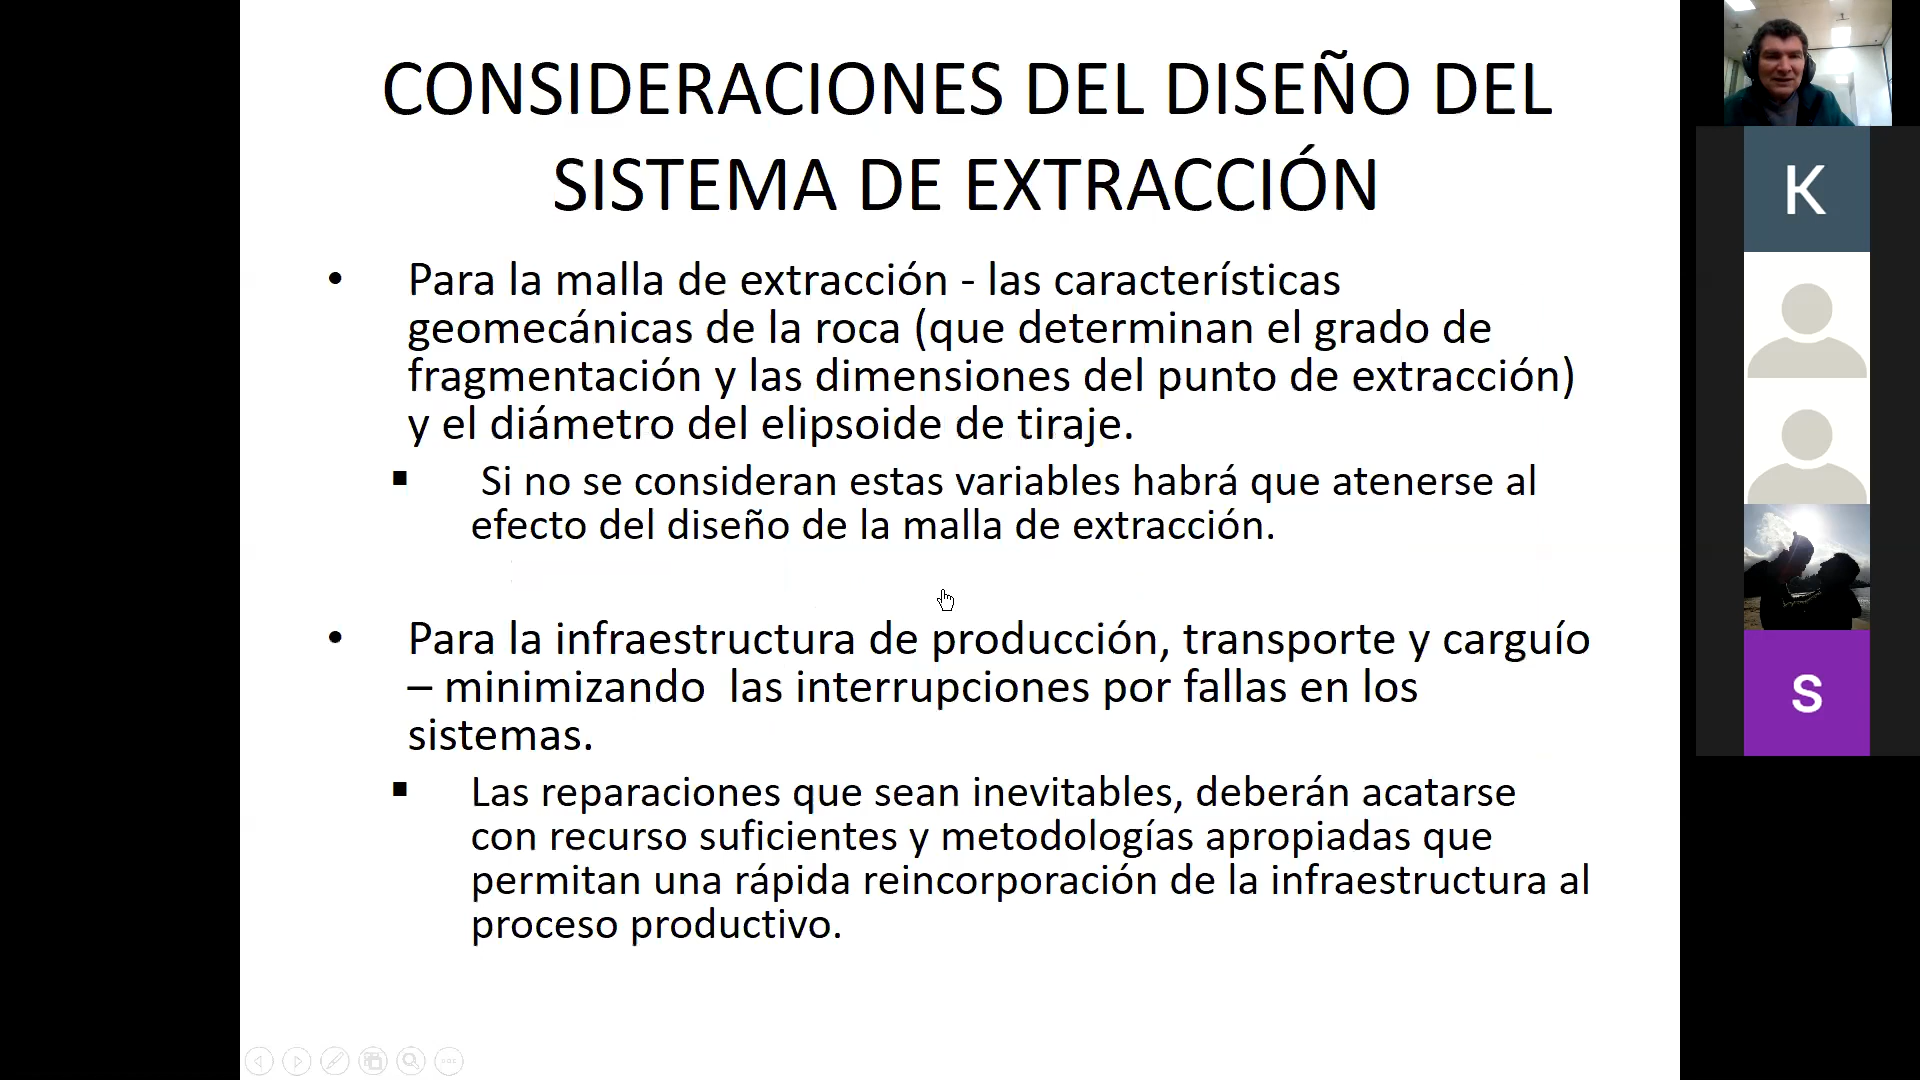 CONSIDERACIONES DEL DISEÑO DEL
SISTEMA DE EXTRACCIÓN
• Para la malla de extracción - las características
geomecánicas de la roca (que determinan el grado de
fragmentación y las dimensiones del punto de extracción)
y el diámetro del elipsoide de tiraje.
▪ Si no se consideran estas variables habrá que atenerse al
efecto del diseño de la malla de extracción.
• Para la infraestructura de producción, transporte y carguío
– minimizando las interrupciones por fallas en los
sistemas.
▪ Las reparaciones que sean inevitables, deberán acatarse
con recurso suficientes y metodologías apropiadas que
permitan una rápida reincorporación de la infraestructura al
proceso productivo.
K
S